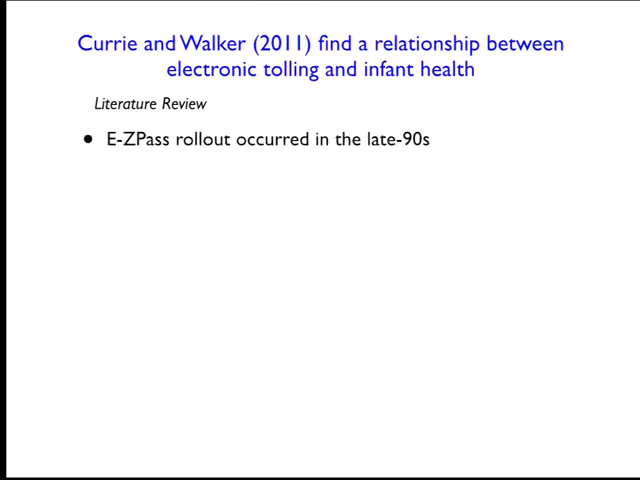 Currie and Walker (2011) find a relationship between
electronic tolling and infant health
Literature Review
• E-ZPass rollout occurred in the late-90s